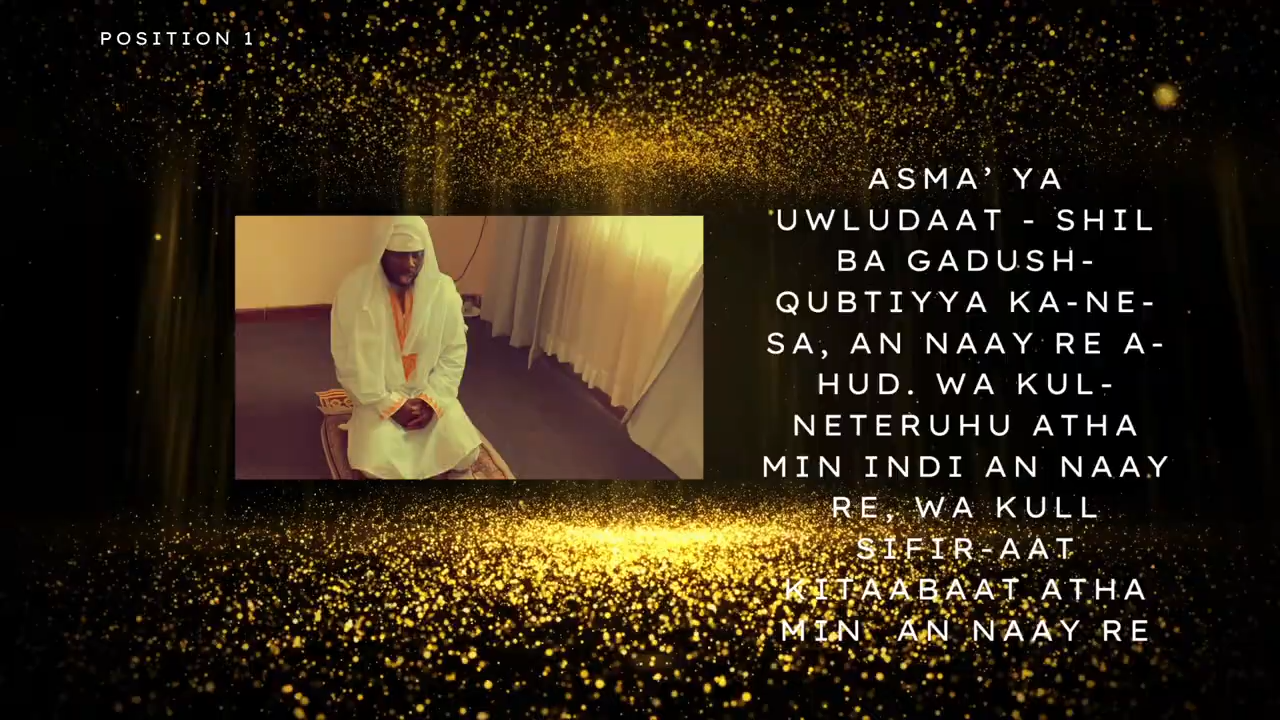 POSITION 1
ASMA’ YA
UWLUDAAT - SHIL
BA GADUSH-
QUBTIYYA KA-NE-
SA, AN NAAY RE A-
HUD. WA KUL-
NETERUHU ATHA
MIN INDI AN NAAY
RE, WA KULL
SIFIR-AAT
KITAABAAT ATHA
MIN  AN NAAY RE